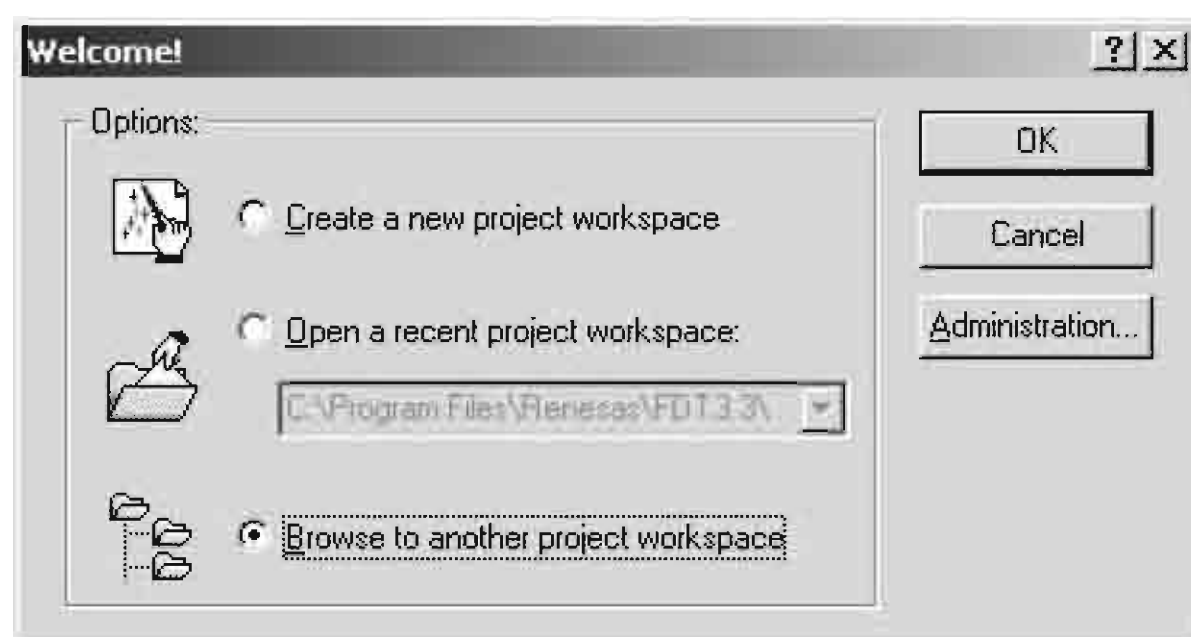 Welcome!
Options:
Create a new project workspace
Open a recent project workspace:
C:\Program Files\Renesas\FDT3.3\
Browse to another project workspace
OK
Cancel
Administration...